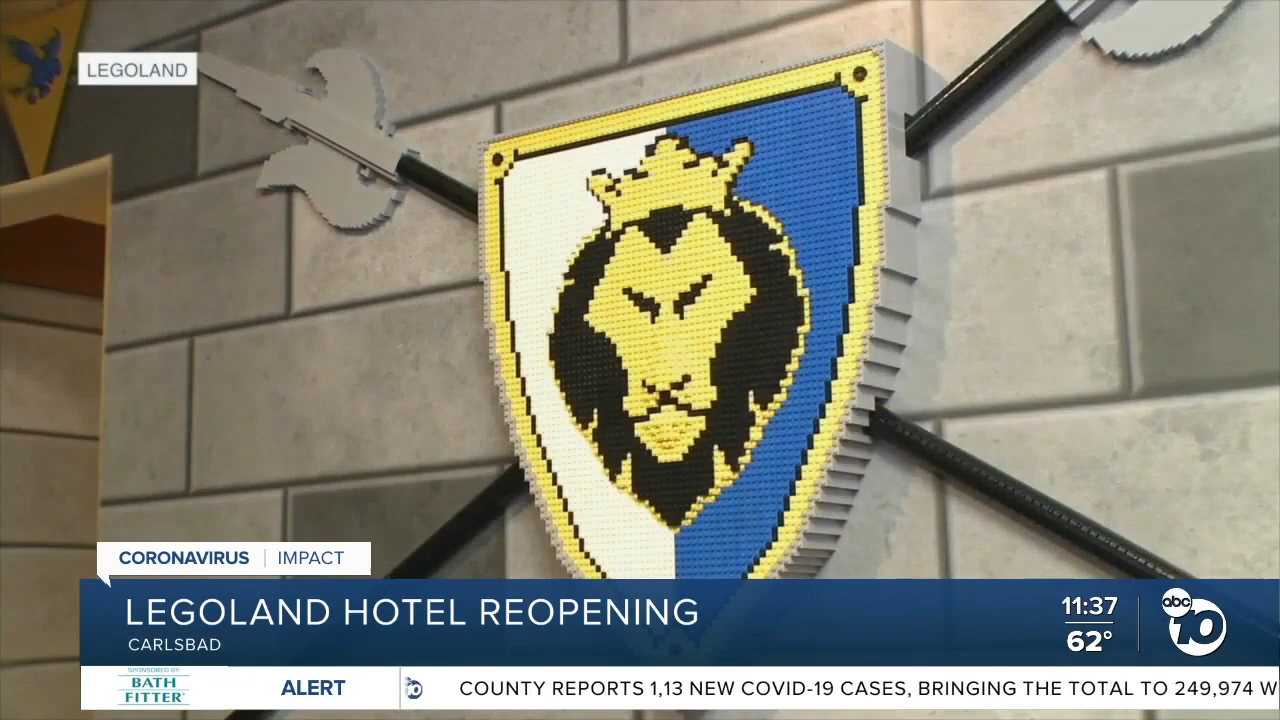 LEGOLAND
CORONAVIRUS IMPACT
LEGOLAND HOTEL REOPENING
CARLSBAD
11:37
62°
abc 10
SPONSORED BY:
BATH
FITTER®
ALERT
10
COUNTY REPORTS 1,13 NEW COVID-19 CASES, BRINGING THE TOTAL TO 249,974 W